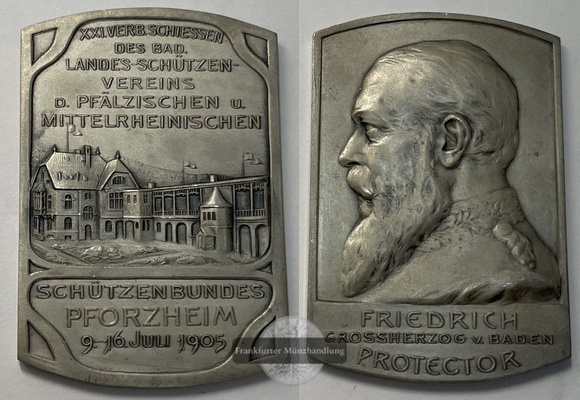 XXI.VERB.SCHIESSEN
DES BAD.
LANDES-SCHÜTZEN-
VEREINS
D. PFÄLZISCHEN U.
MITTELRHEINISCHEN
SCHÜTZENBUNDES
PFORZHEIM
9-16. JULI 1905
FRIEDRICH
GROSSHERZOG v. BADEN
PROTECTOR
Frankfurter Münzhandlung